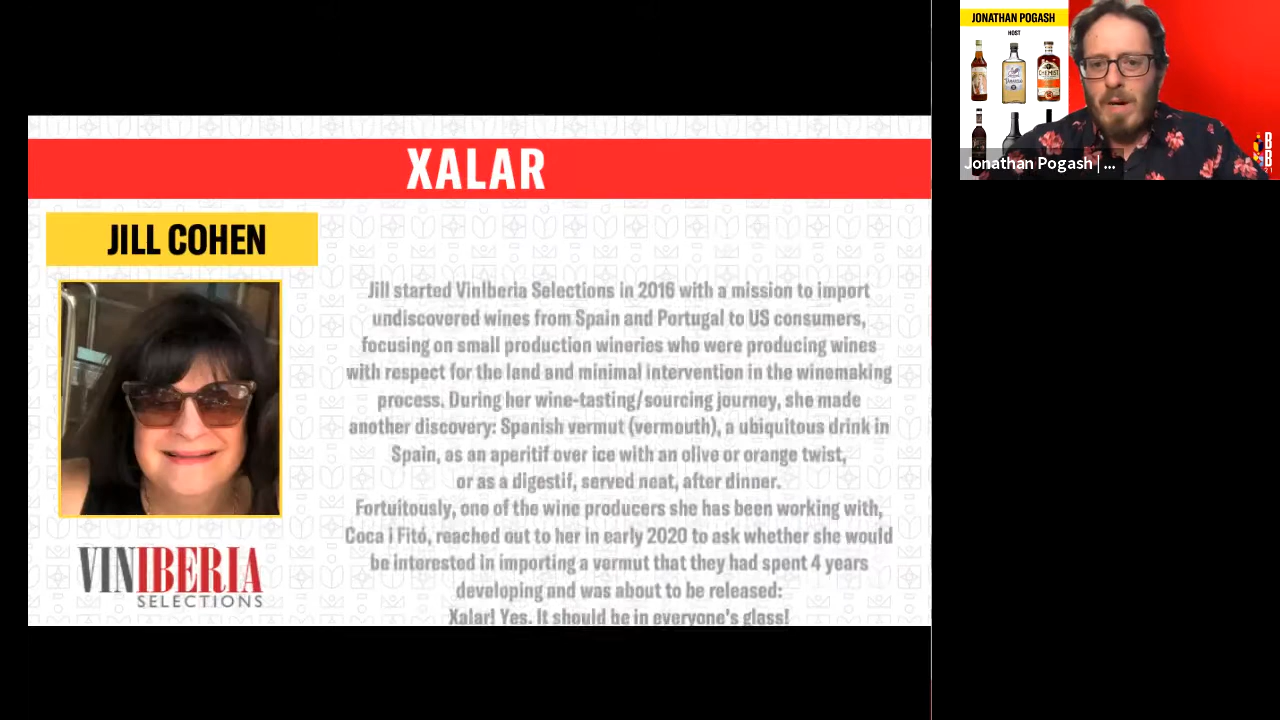 XALAR
JILL COHEN
Jill started VinIberia Selections in 2016 with a mission to import
undiscovered wines from Spain and Portugal to US consumers,
focusing on small production wineries who were producing wines
with respect for the land and minimal intervention in the winemaking
process. During her wine-tasting/sourcing journey, she made
another discovery: Spanish vermut (vermouth), a ubiquitous drink in
Spain, as an aperitif over ice with an olive or orange twist,
or as a digestif, served neat, after dinner.
Fortuitously, one of the wine producers she has been working with,
Coca i Fitó, reached out to her in early 2020 to ask whether she would
be interested in importing a vermut that they had spent 4 years
developing and was about to be released:
Xalar! Yes. It should be in everyone's glass!
VINIBERIA
SELECTIONS
JONATHAN POGASH
HOST
CHEMIST
Jonathan Pogash | ...
BB
21